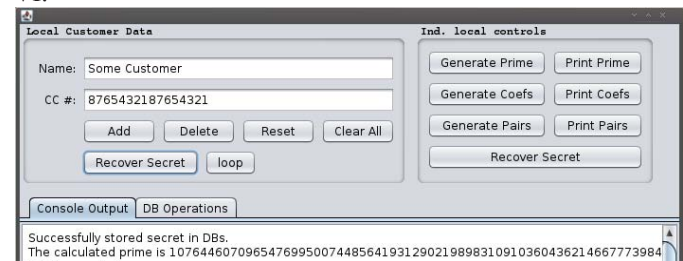 Local Customer Data
Ind. local controls
Name: Some Customer
CC #: 8765432187654321
Add Delete Reset Clear All
Recover Secret loop
Generate Prime Print Prime
Generate Coefs Print Coefs
Generate Pairs Print Pairs
Recover Secret
Console Output DB Operations
Successfully stored secret in DBs.
The calculated prime is 107644607096547699500744856419312902198983109103604362146677773984